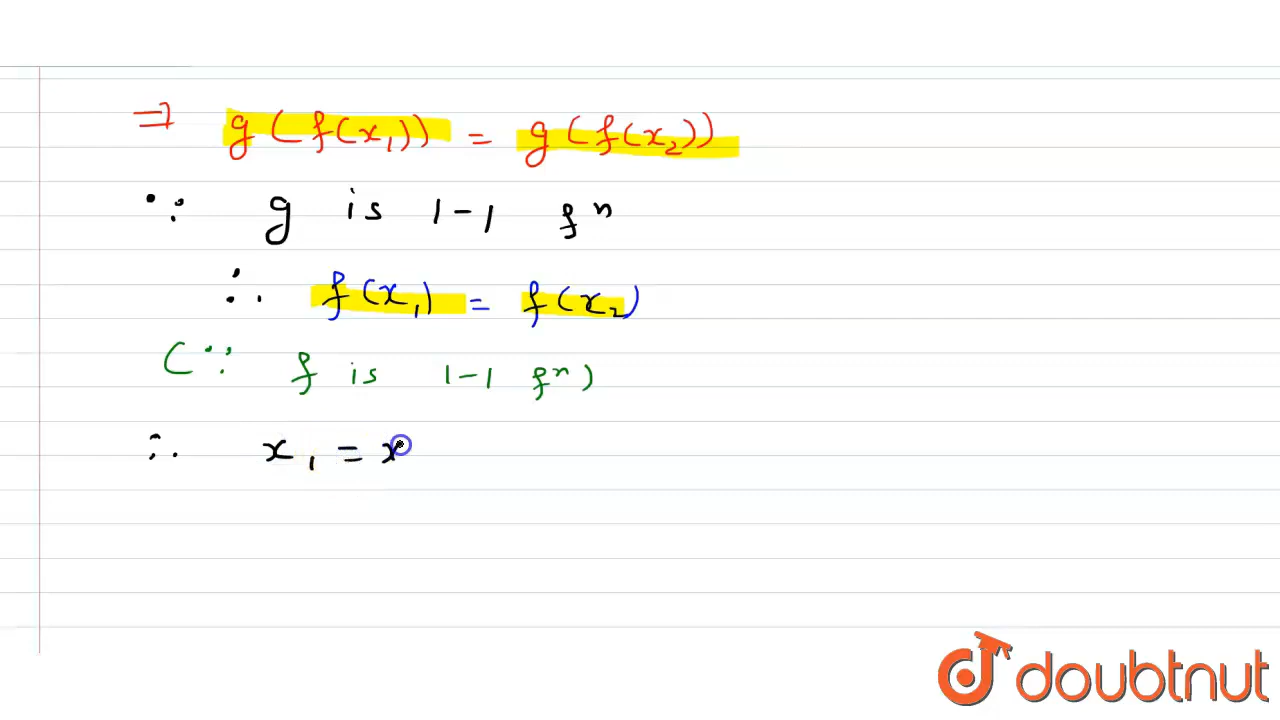 ⇒ g(f(x₁)) = g(f(x₂))
∵ g is 1-1 fⁿ
∴ f(x₁) = f(x₂)
(∵ f is 1-1 fⁿ)
∴ x₁ = x
doubtnut